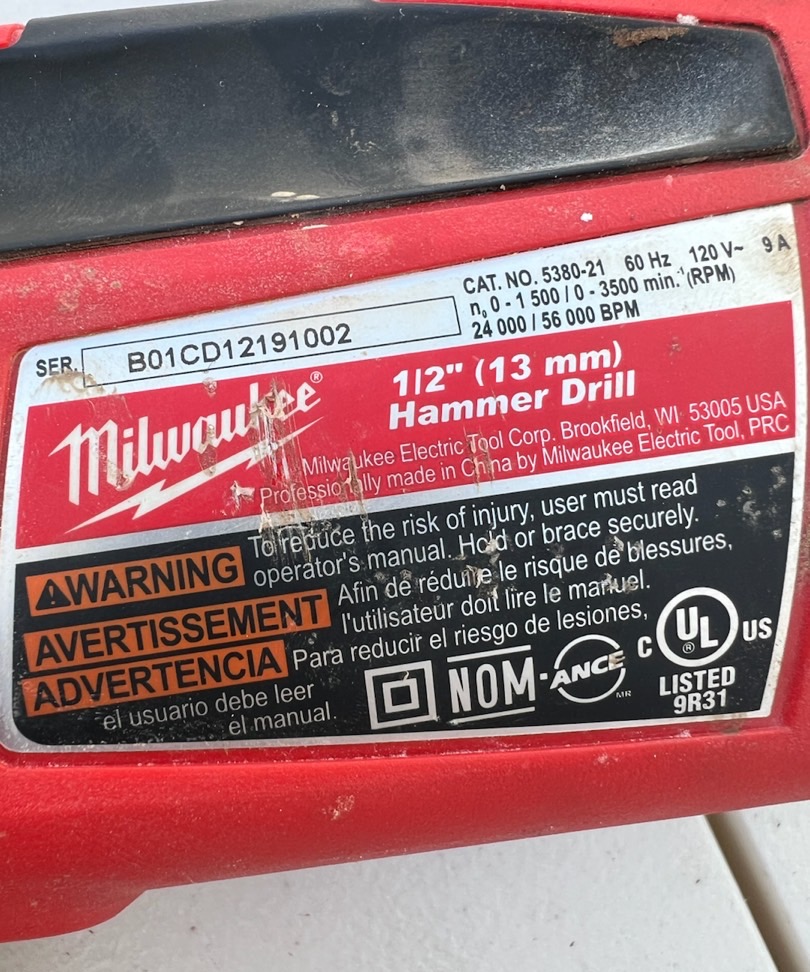 CAT. NO. 5380-21 60 Hz 120 V~ 9 A
n₀ 0 - 1 500 / 0 - 3500 min.⁻¹ (RPM)
24 000 / 56 000 BPM
SER. B01CD12191002
Milwaukee®
1/2" (13 mm)
Hammer Drill
Milwaukee Electric Tool Corp. Brookfield, WI 53005 USA
Professionally made in China by Milwaukee Electric Tool, PRC
WARNING To reduce the risk of injury, user must read
operator's manual. Hold or brace securely.
AVERTISSEMENT Afin de réduire le risque de blessures,
l'utilisateur doit lire le manuel.
ADVERTENCIA Para reducir el riesgo de lesiones,
el usuario debe leer
el manual.
NOM-ANCE MR
C UL® US
LISTED
9R31